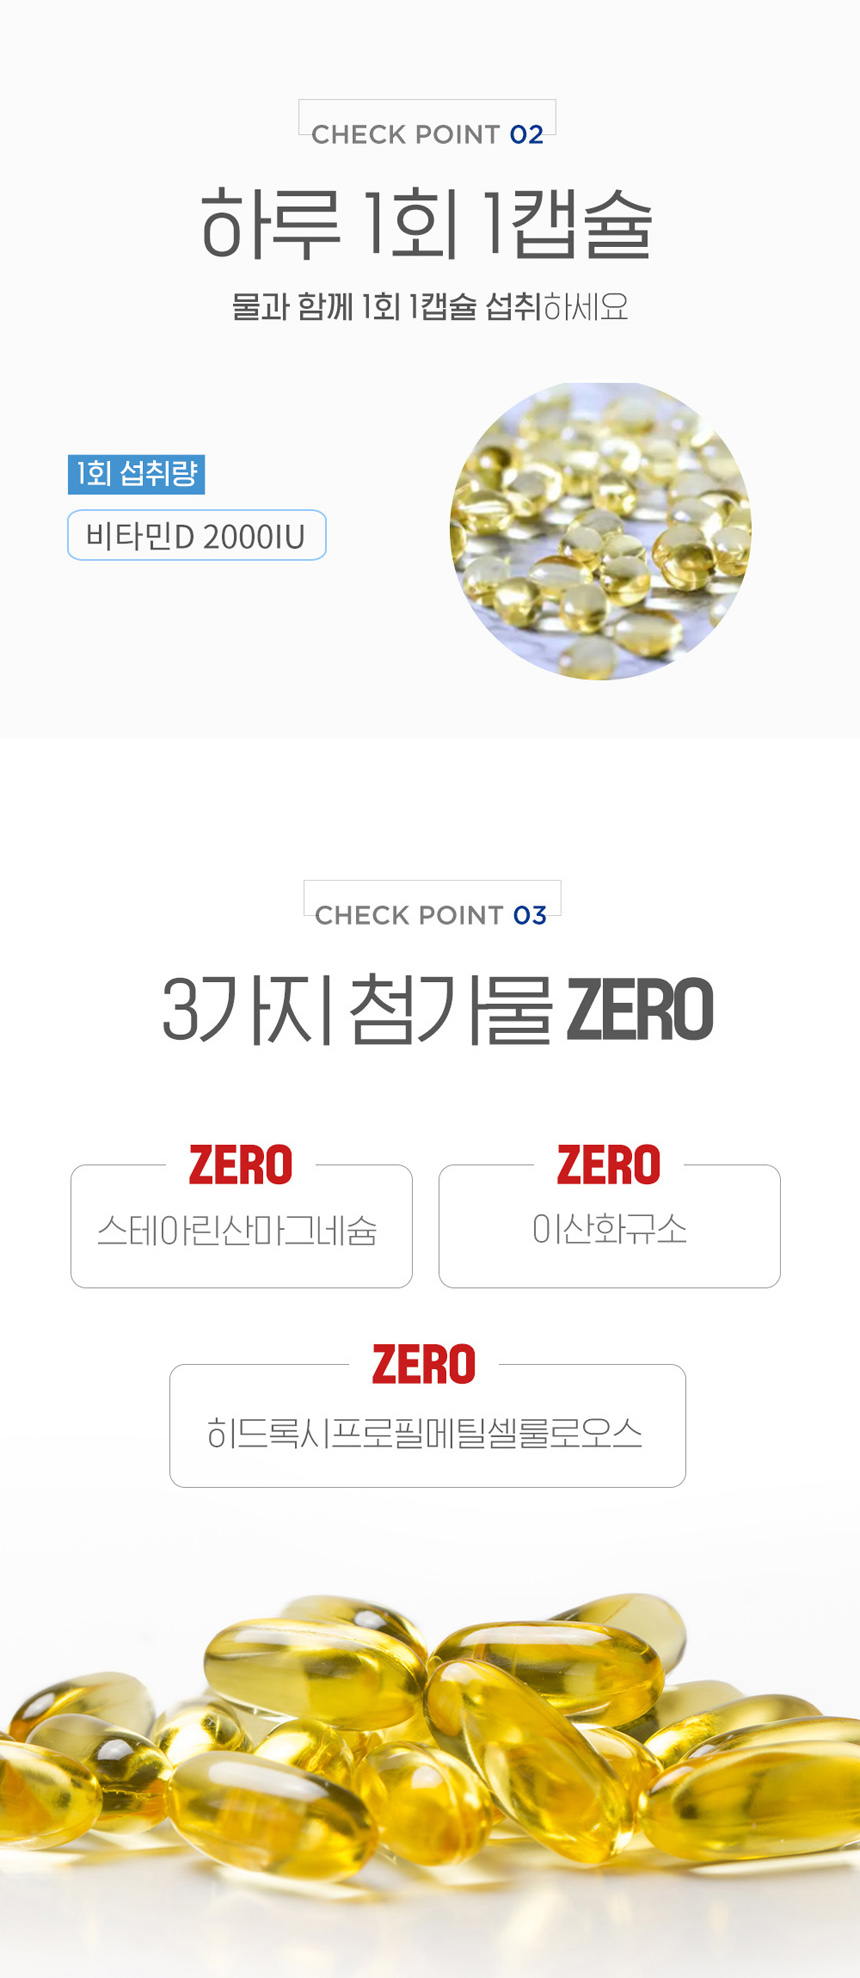 CHECK POINT 02
하루 1회 1캡슐
물과 함께 1회 1캡슐 섭취하세요
1회 섭취량
비타민D 2000IU
CHECK POINT 03
3가지 첨가물 ZERO
ZERO
스테아린산마그네슘
ZERO
이산화규소
ZERO
히드록시프로필메틸셀룰로오스